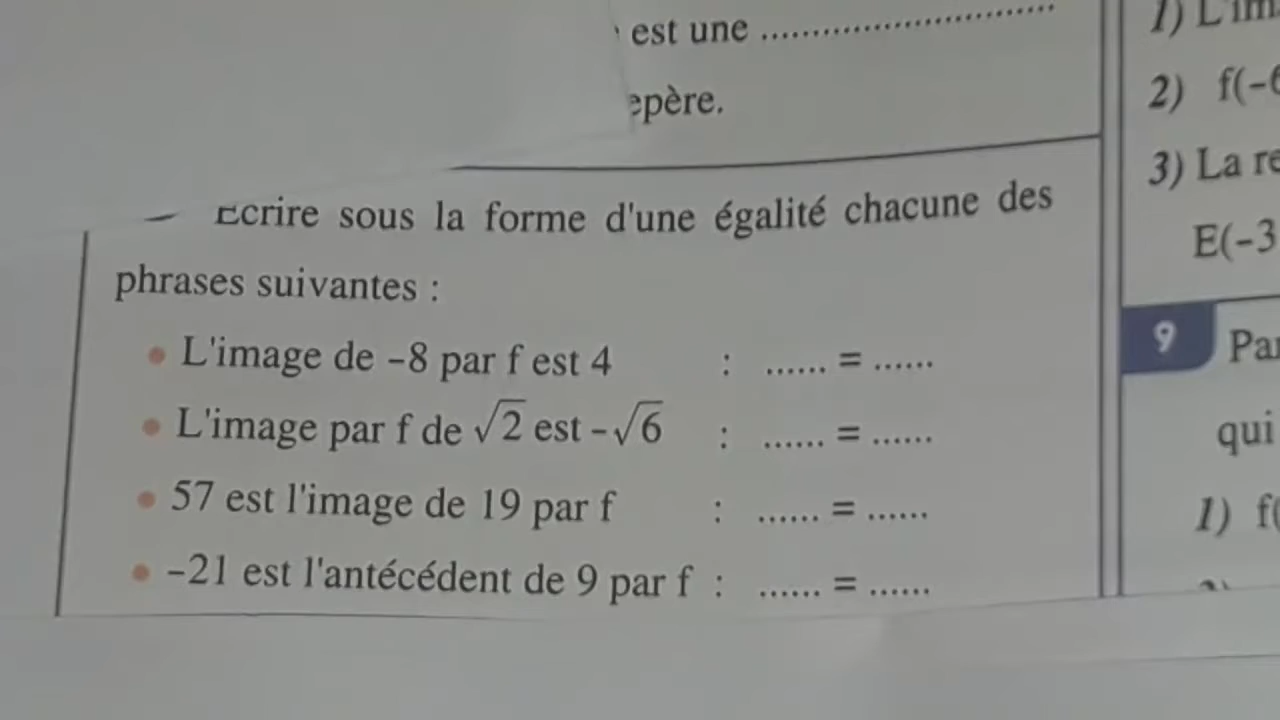 est une ..............................
epère.
Ecrire sous la forme d'une égalité chacune des
phrases suivantes :
• L'image de -8 par f est 4 : ...... = ......
• L'image par f de √2 est -√6 : ...... = ......
• 57 est l'image de 19 par f : ...... = ......
• -21 est l'antécédent de 9 par f : ...... = ......
1) L'im
2) f(-6
3) La re
E(-3
9 Par
qui
1) f(